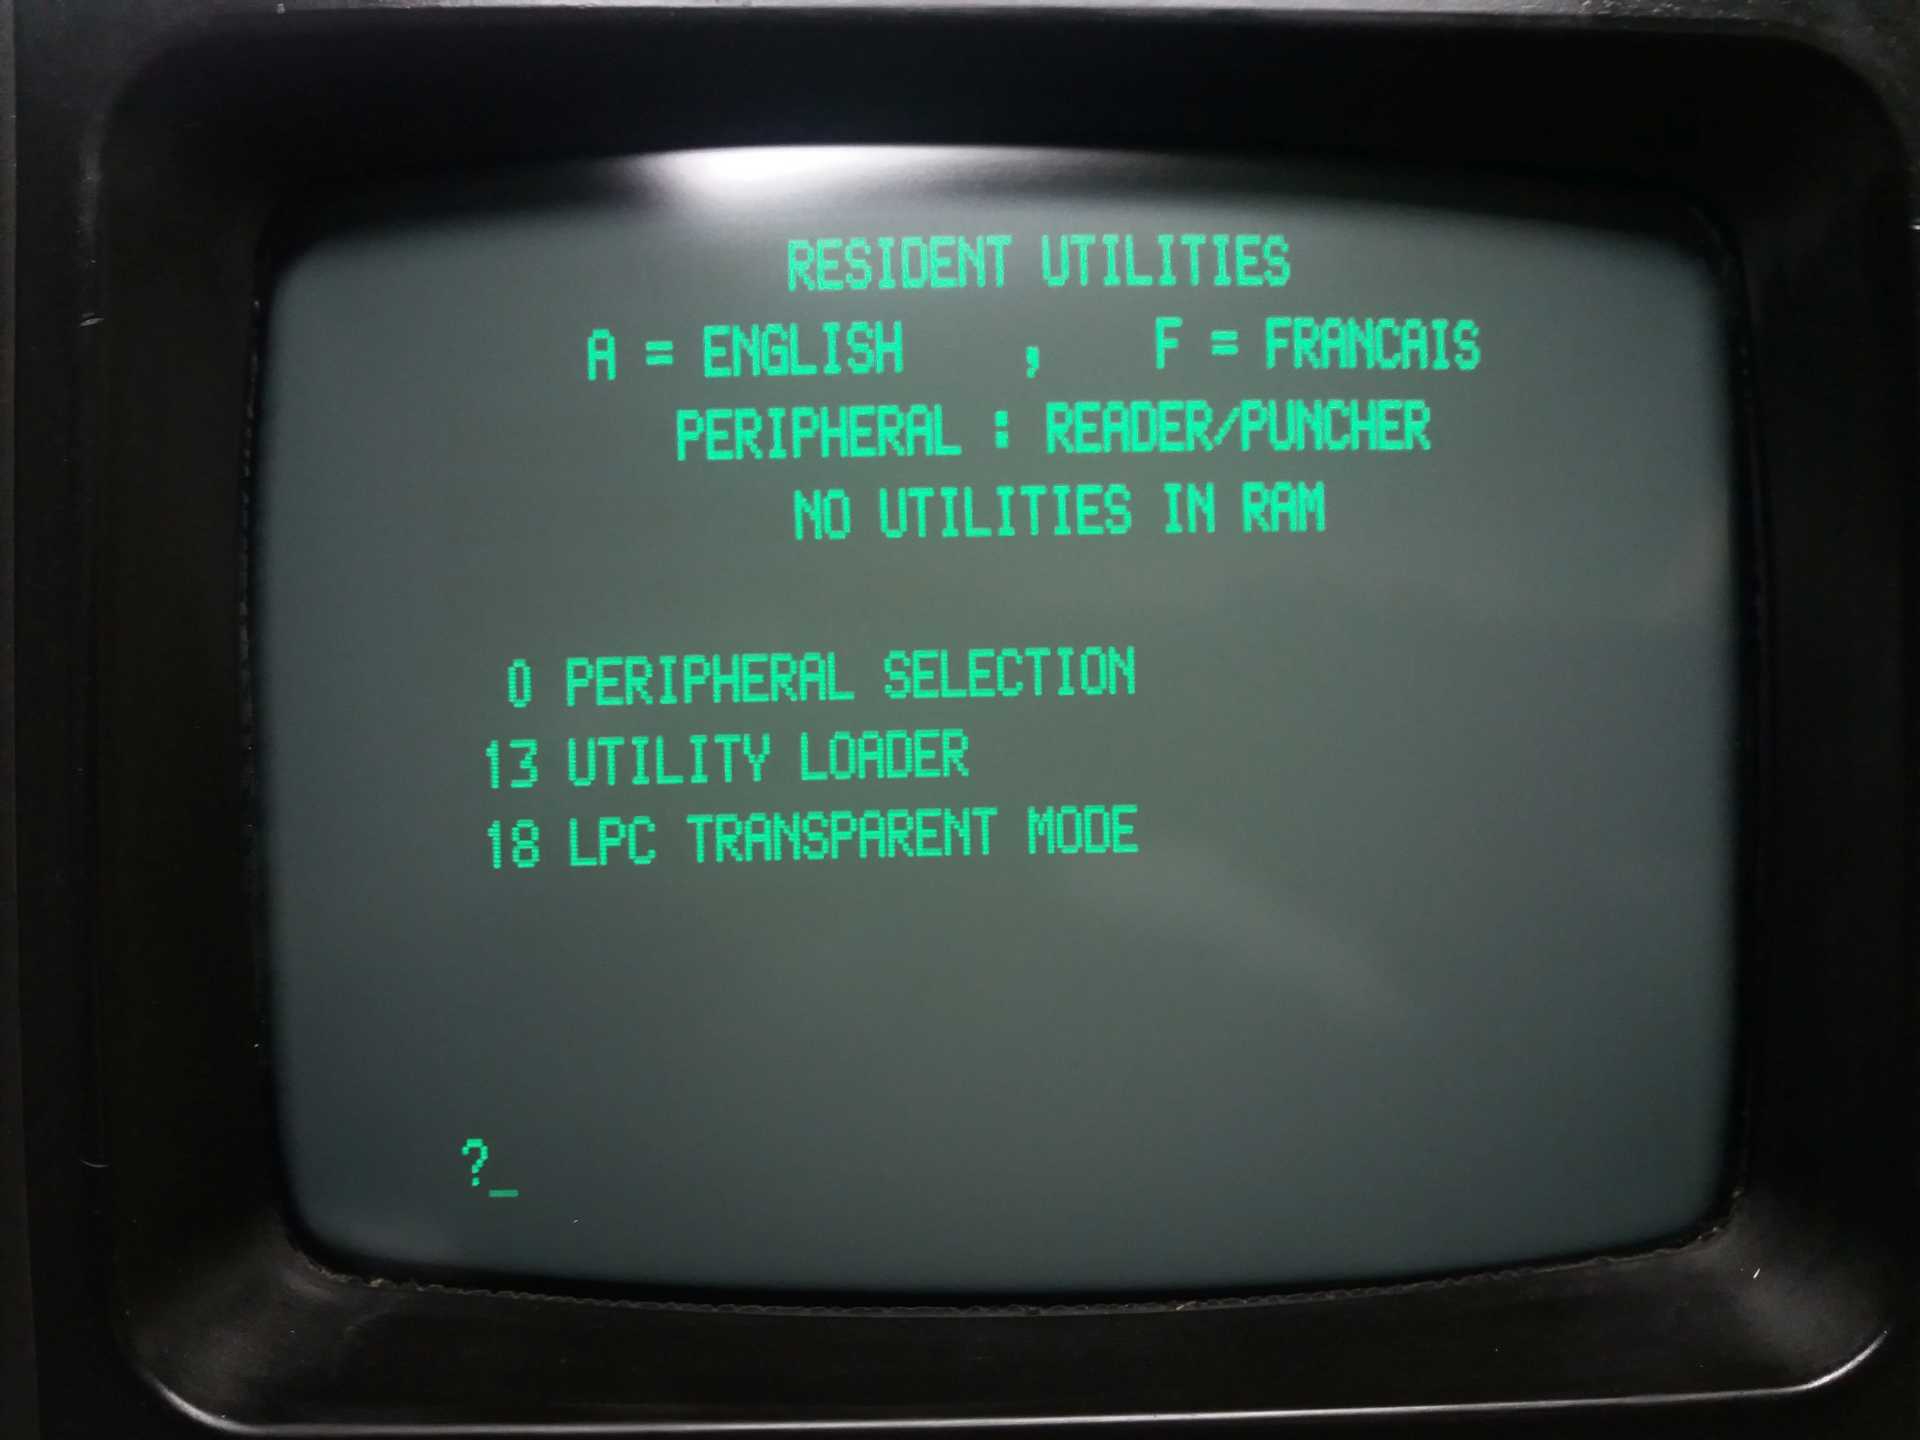 RESIDENT UTILITIES
A = ENGLISH , F = FRANCAIS
PERIPHERAL : READER/PUNCHER
NO UTILITIES IN RAM
0 PERIPHERAL SELECTION
13 UTILITY LOADER
18 LPC TRANSPARENT MODE
?_